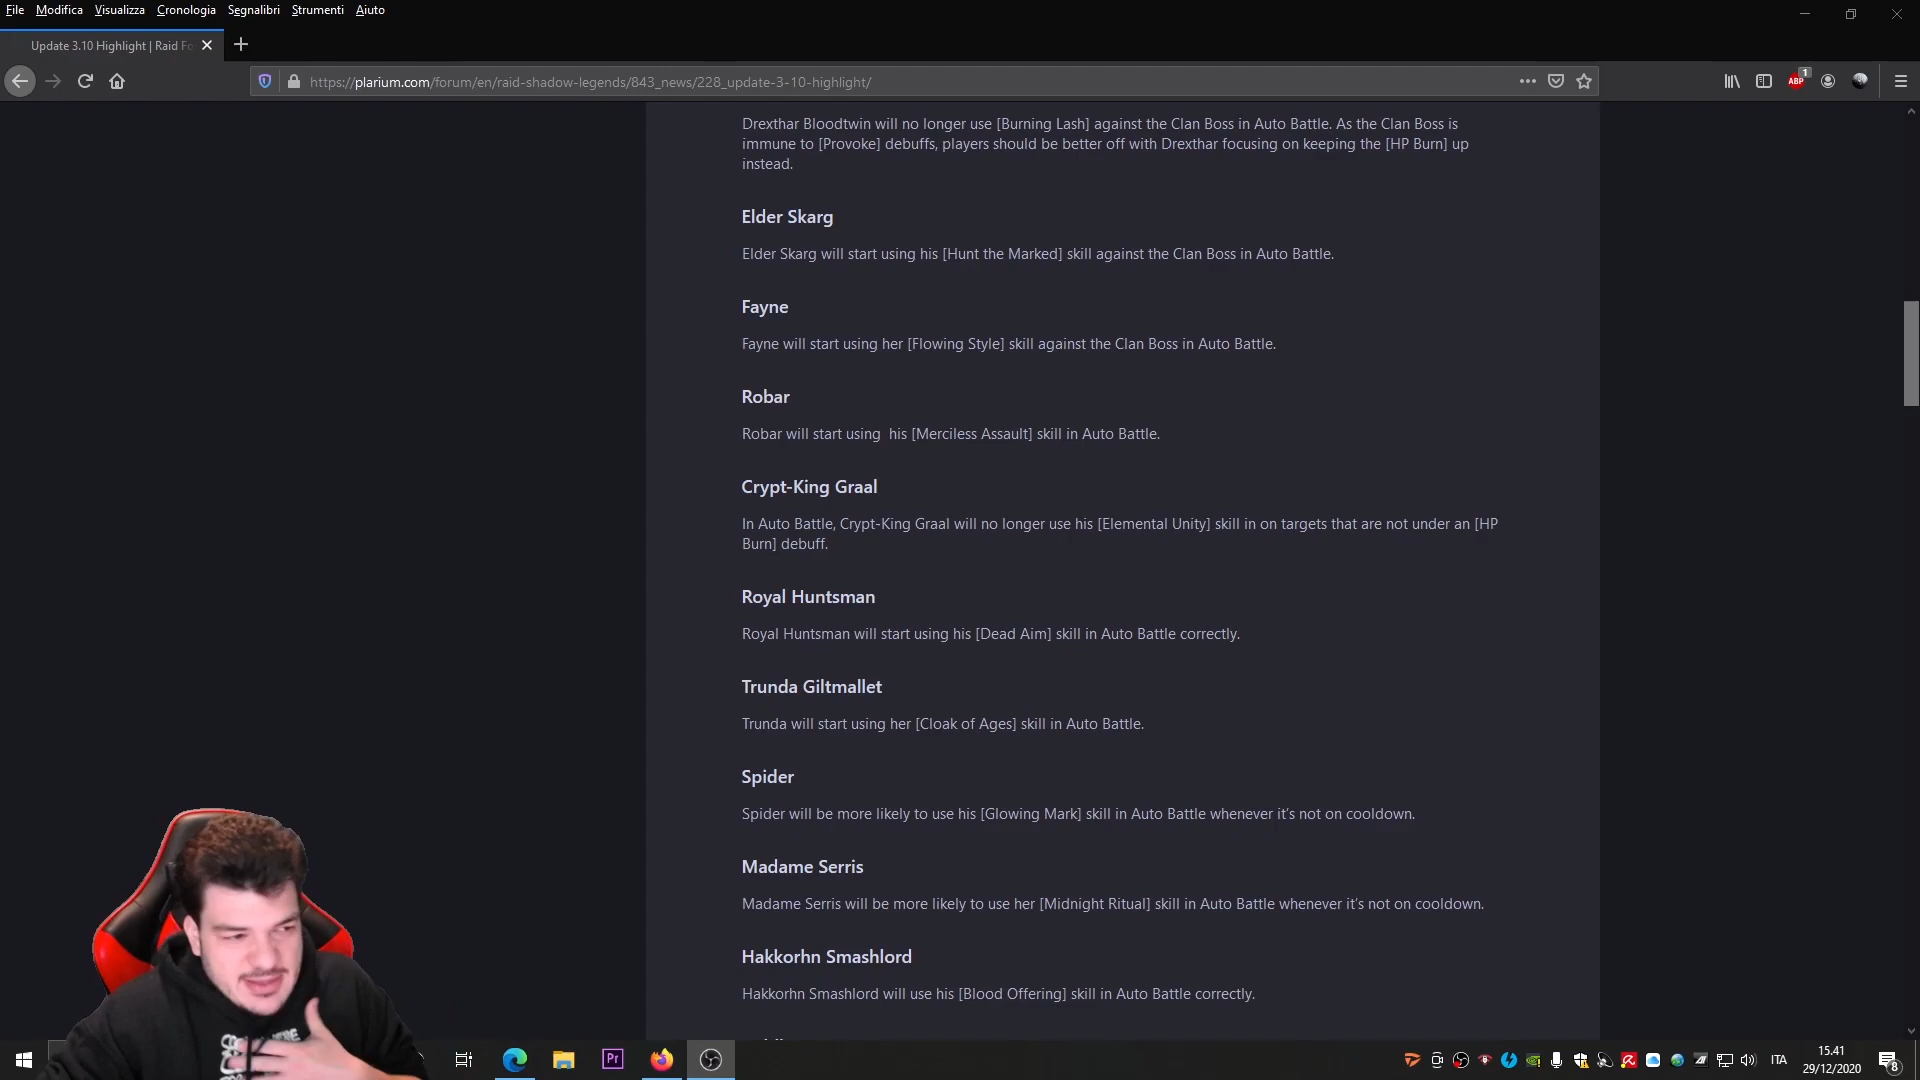 File Modifica Visualizza Cronologia Segnalibri Strumenti Aiuto
Update 3.10 Highlight | Raid Fo
https://plarium.com/forum/en/raid-shadow-legends/843_news/228_update-3-10-highlight/
ABP 1
Drexthar Bloodtwin will no longer use [Burning Lash] against the Clan Boss in Auto Battle. As the Clan Boss is
immune to [Provoke] debuffs, players should be better off with Drexthar focusing on keeping the [HP Burn] up
instead.
Elder Skarg
Elder Skarg will start using his [Hunt the Marked] skill against the Clan Boss in Auto Battle.
Fayne
Fayne will start using her [Flowing Style] skill against the Clan Boss in Auto Battle.
Robar
Robar will start using  his [Merciless Assault] skill in Auto Battle.
Crypt-King Graal
In Auto Battle, Crypt-King Graal will no longer use his [Elemental Unity] skill in on targets that are not under an [HP
Burn] debuff.
Royal Huntsman
Royal Huntsman will start using his [Dead Aim] skill in Auto Battle correctly.
Trunda Giltmallet
Trunda will start using her [Cloak of Ages] skill in Auto Battle.
Spider
Spider will be more likely to use his [Glowing Mark] skill in Auto Battle whenever it's not on cooldown.
Madame Serris
Madame Serris will be more likely to use her [Midnight Ritual] skill in Auto Battle whenever it's not on cooldown.
Hakkorhn Smashlord
Hakkorhn Smashlord will use his [Blood Offering] skill in Auto Battle correctly.
Pr
ITA
15.41
29/12/2020
8